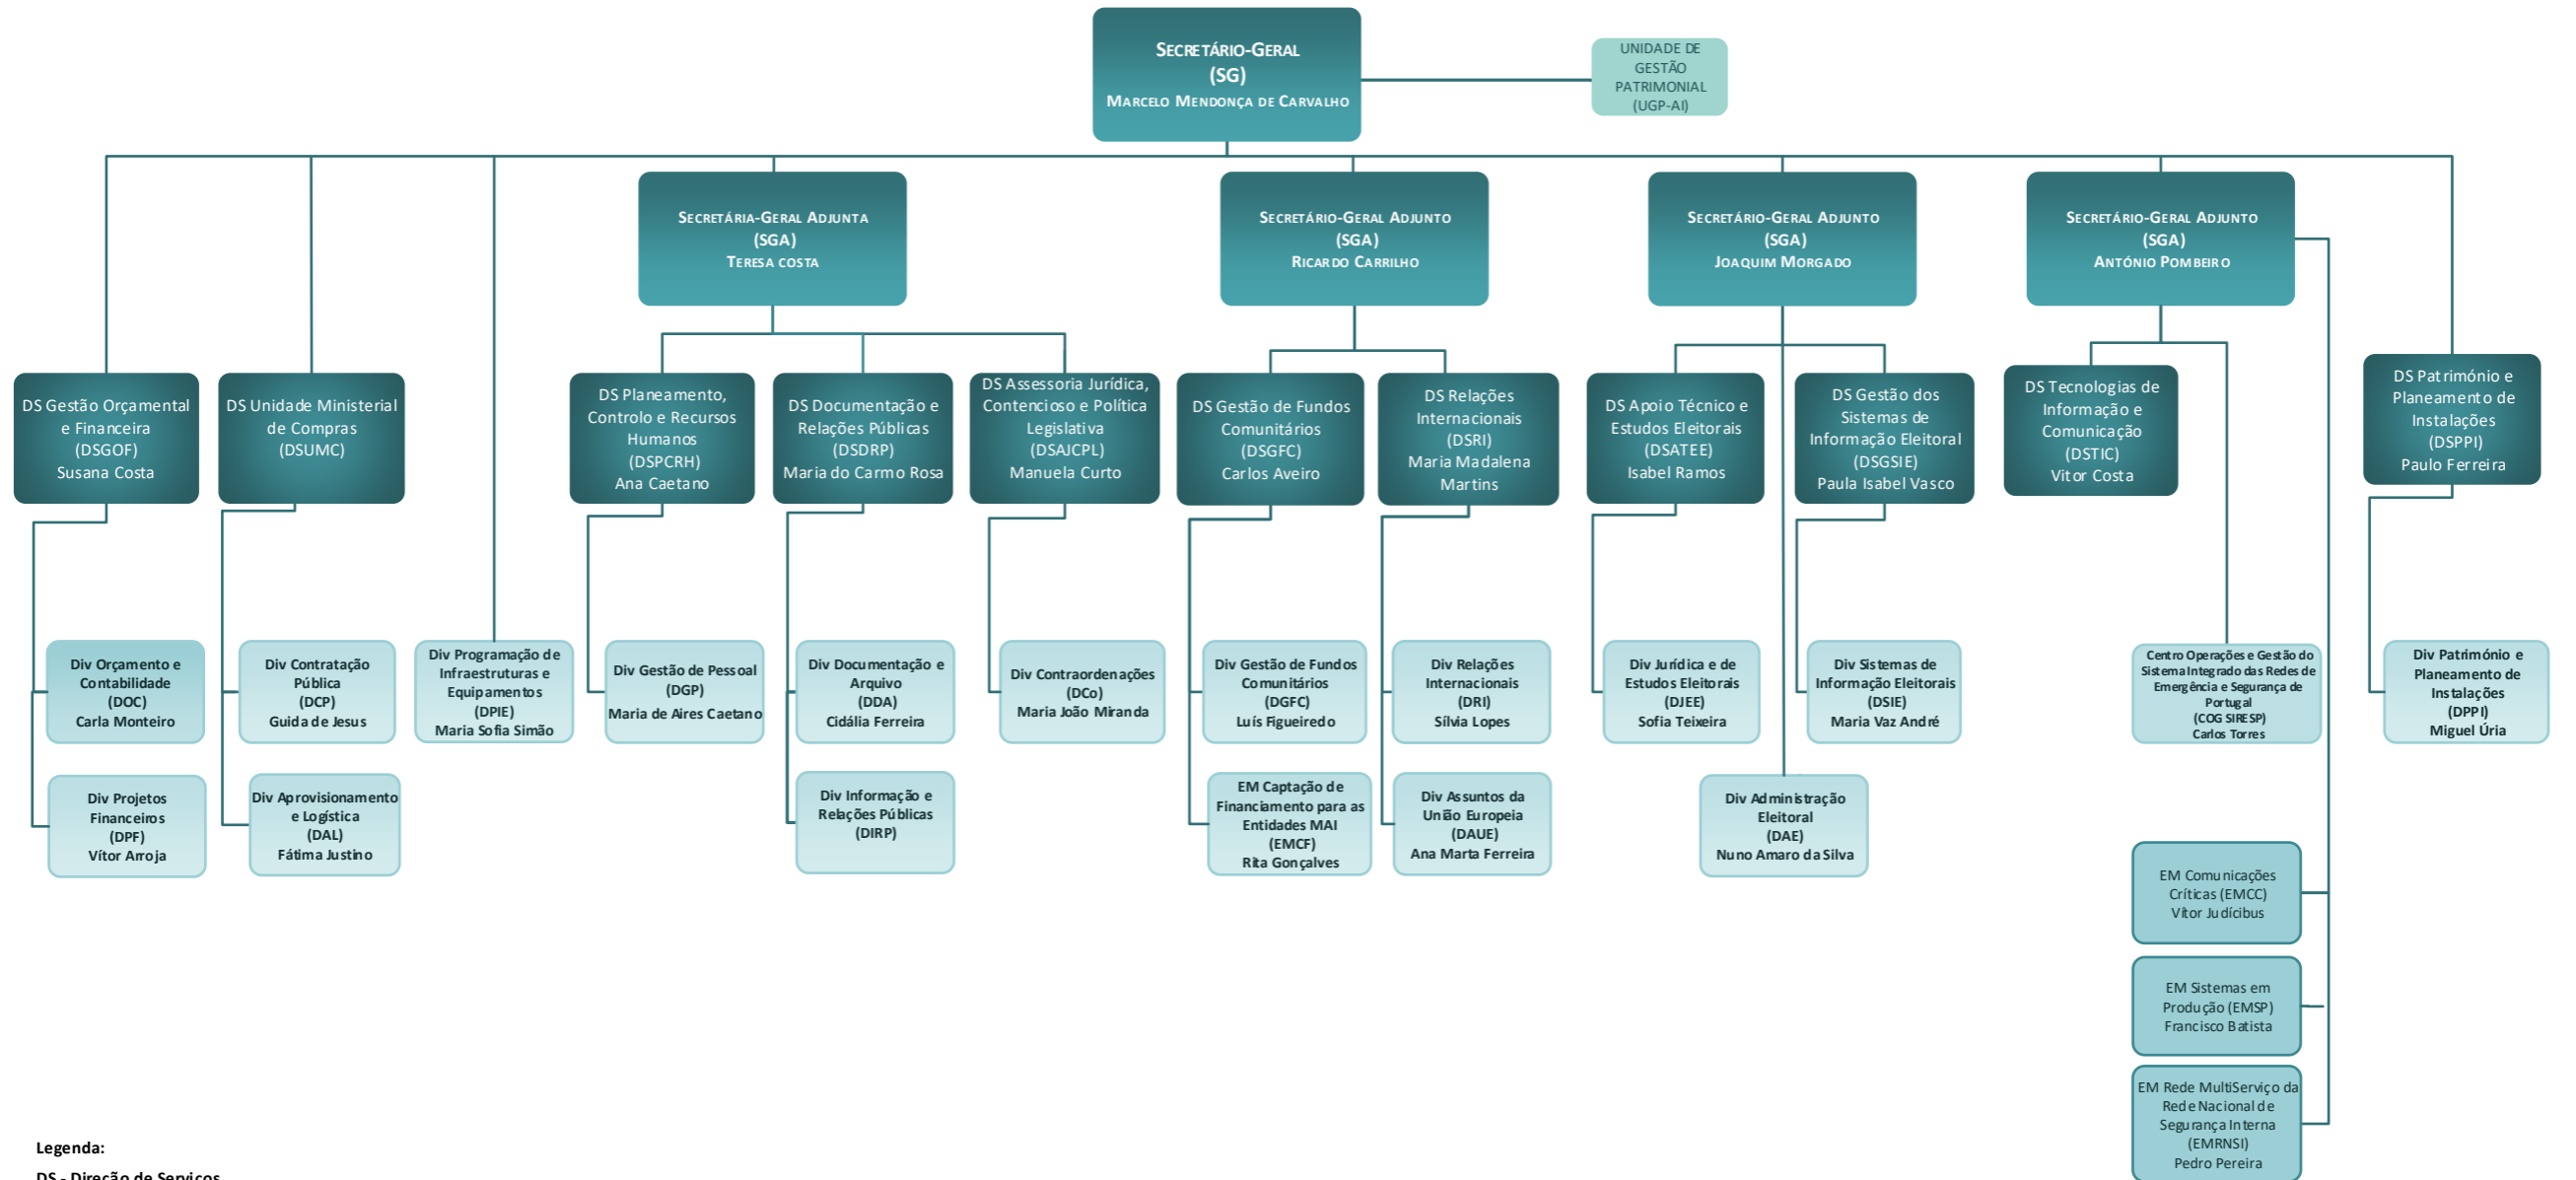 SECRETÁRIO-GERAL
(SG)
MARCELO MENDONÇA DE CARVALHO
UNIDADE DE
GESTÃO
PATRIMONIAL
(UGP-AI)
SECRETÁRIA-GERAL ADJUNTA
(SGA)
TERESA COSTA
SECRETÁRIO-GERAL ADJUNTO
(SGA)
RICARDO CARRILHO
SECRETÁRIO-GERAL ADJUNTO
(SGA)
JOAQUIM MORGADO
SECRETÁRIO-GERAL ADJUNTO
(SGA)
ANTÓNIO POMBEIRO
DS Gestão Orçamental
e Financeira
(DSGOF)
Susana Costa
DS Unidade Ministerial
de Compras
(DSUMC)
DS Planeamento,
Controlo e Recursos
Humanos
(DSPCRH)
Ana Caetano
DS Documentação e
Relações Públicas
(DSDRP)
Maria do Carmo Rosa
DS Assessoria Jurídica,
Contencioso e Política
Legislativa
(DSAJCPL)
Manuela Curto
DS Gestão de Fundos
Comunitários
(DSGFC)
Carlos Aveiro
DS Relações
Internacionais
(DSRI)
Maria Madalena
Martins
DS Apoio Técnico e
Estudos Eleitorais
(DSATEE)
Isabel Ramos
DS Gestão dos
Sistemas de
Informação Eleitoral
(DSGSIE)
Paula Isabel Vasco
DS Tecnologias de
Informação e
Comunicação
(DSTIC)
Vitor Costa
DS Património e
Planeamento de
Instalações
(DSPPI)
Paulo Ferreira
Div Orçamento e
Contabilidade
(DOC)
Carla Monteiro
Div Contratação
Pública
(DCP)
Guida de Jesus
Div Programação de
Infraestruturas e
Equipamentos
(DPIE)
Maria Sofia Simão
Div Gestão de Pessoal
(DGP)
Maria de Aires Caetano
Div Documentação e
Arquivo
(DDA)
Cidália Ferreira
Div Contraordenações
(DCo)
Maria João Miranda
Div Gestão de Fundos
Comunitários
(DGFC)
Luís Figueiredo
Div Relações
Internacionais
(DRI)
Sílvia Lopes
Div Jurídica e de
Estudos Eleitorais
(DJEE)
Sofia Teixeira
Div Sistemas de
Informação Eleitorais
(DSIE)
Maria Vaz André
Centro Operações e Gestão do
Sistema Integrado das Redes de
Emergência e Segurança de
Portugal
(COG SIRESP)
Carlos Torres
Div Património e
Planeamento de
Instalações
(DPPI)
Miguel Úria
Div Projetos
Financeiros
(DPF)
Vítor Arroja
Div Aprovisionamento
e Logística
(DAL)
Fátima Justino
Div Informação e
Relações Públicas
(DIRP)
EM Captação de
Financiamento para as
Entidades MAI
(EMCF)
Rita Gonçalves
Div Assuntos da
União Europeia
(DAUE)
Ana Marta Ferreira
Div Administração
Eleitoral
(DAE)
Nuno Amaro da Silva
EM Comunicações
Críticas (EMCC)
Vítor Judícibus
EM Sistemas em
Produção (EMSP)
Francisco Batista
EM Rede MultiServiço da
Rede Nacional de
Segurança Interna
(EMRNSI)
Pedro Pereira
Legenda:
DS - Direção de Serviços